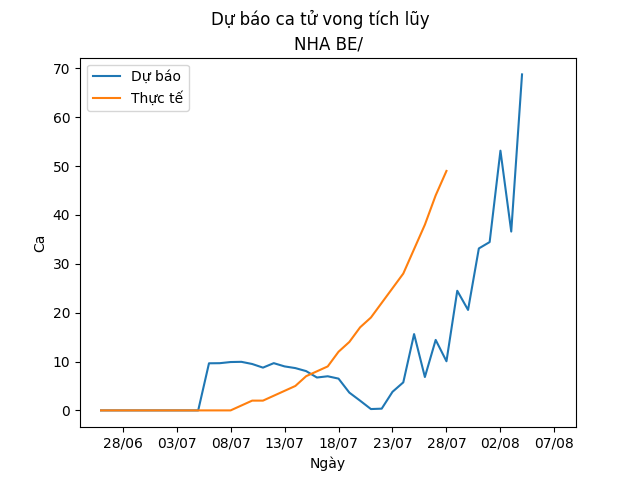 Dự báo ca tử vong tích lũy
NHA BE/
Dự báo
Thực tế
Ca
70
60
50
40
30
20
10
0
28/06 03/07 08/07 13/07 18/07 23/07 28/07 02/08 07/08
Ngày